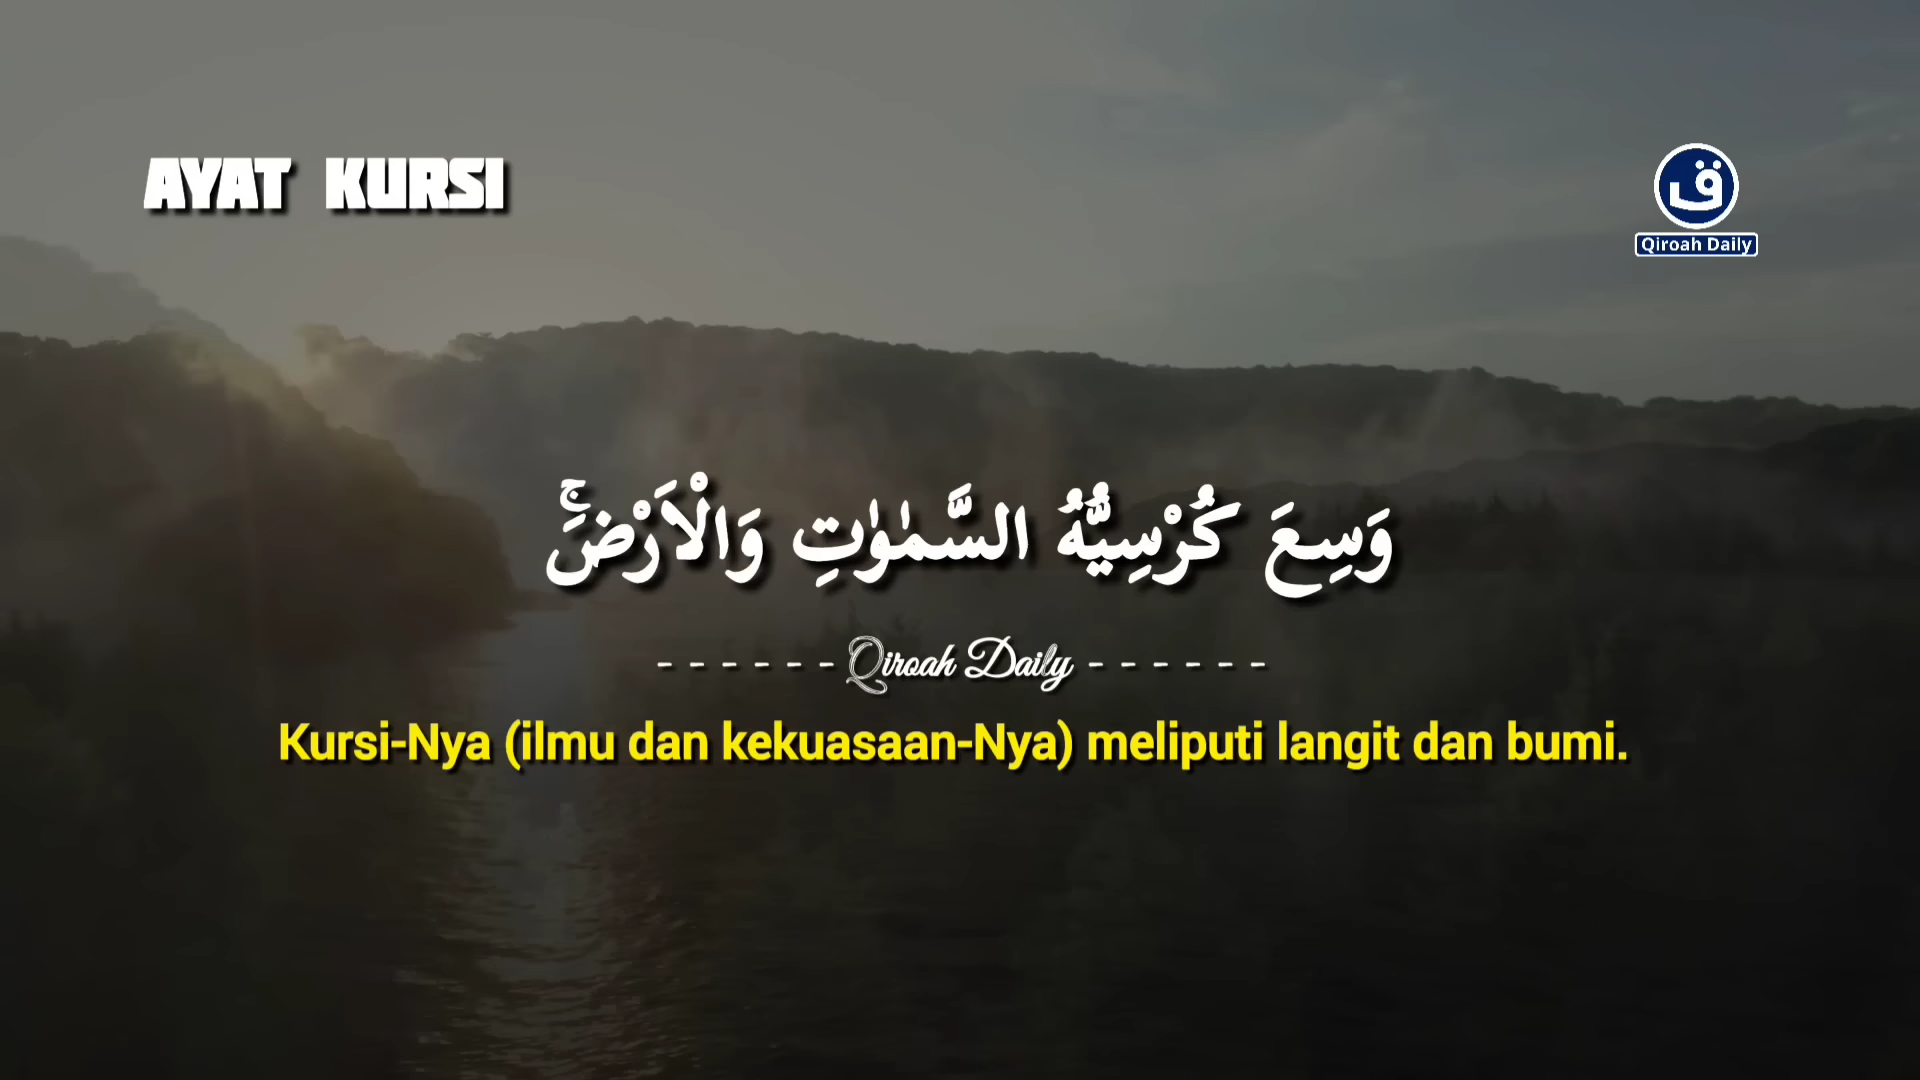 AYAT KURSI
ق
Qiroah Daily
وَسِعَ كُرْسِيُّهُ السَّمٰوٰتِ وَالْاَرْضَۚ
- - - - - - Qiroah Daily - - - - - -
Kursi-Nya (ilmu dan kekuasaan-Nya) meliputi langit dan bumi.